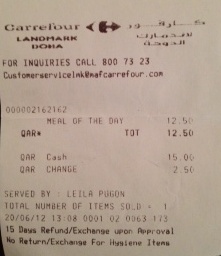 Carrefour كـارفـور
LANDMARK لاندمارك
DOHA الدوحة
FOR INQUIRIES CALL 800 73 23
Customerservicelmk@mafcarrefour.com
000002162162
MEAL OF THE DAY 12.50
QAR* TOT 12.50
QAR Cash 15.00
QAR CHANGE 2.50
SERVED BY : LEILA PUGON
TOTAL NUMBER OF ITEMS SOLD = 1
20/06/12 13:08 0001 02 0063 173
15 Days Refund/Exchange upon Approval
No Return/Exchange For Hygiene Items